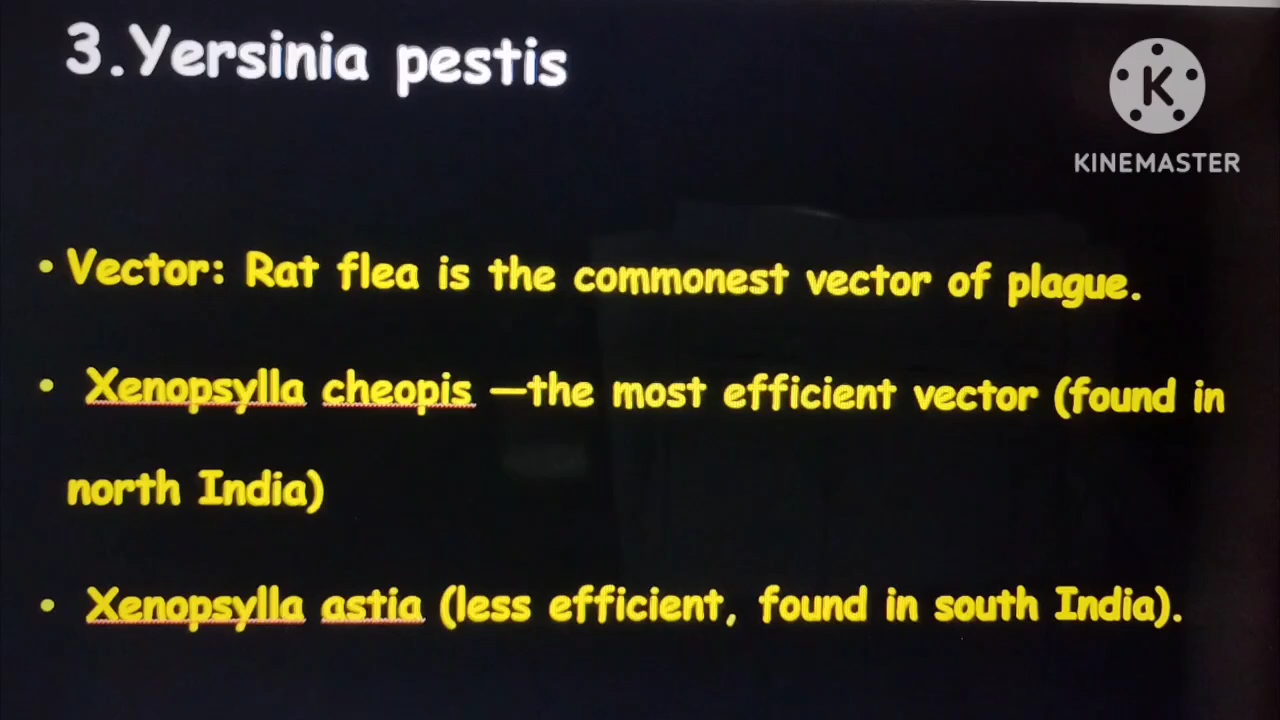 3.Yersinia pestis
K
KINEMASTER
• Vector: Rat flea is the commonest vector of plague.
• Xenopsylla cheopis —the most efficient vector (found in
north India)
• Xenopsylla astia (less efficient, found in south India).